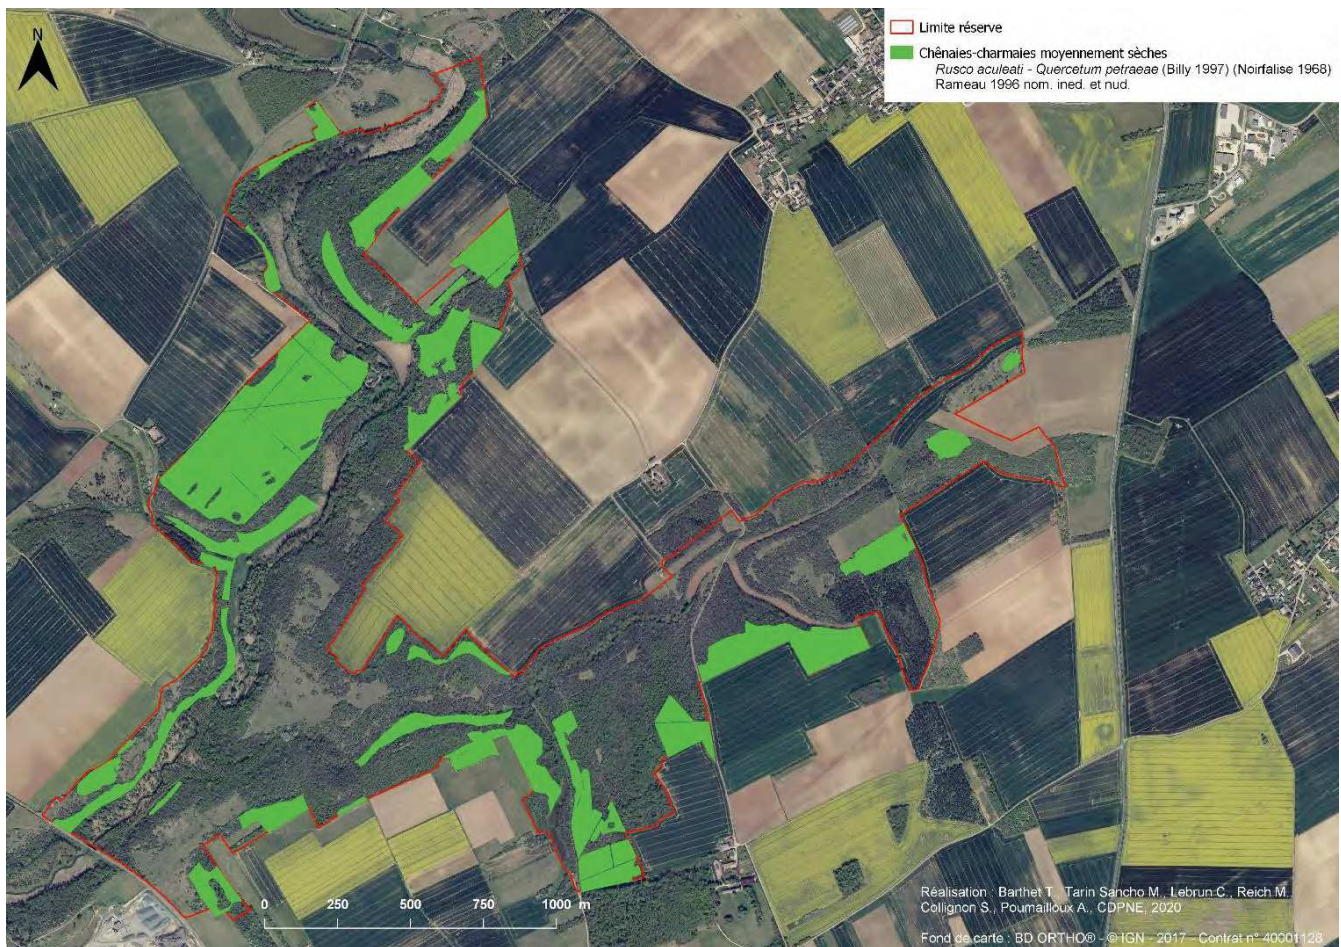 N
Limite réserve
Chênaies-charmaies moyennement sèches
Rusco aculeati - Quercetum petraeae (Billy 1997) (Noirfalise 1968)
Rameau 1996 nom. ined. et nud.
0 250 500 750 1000 m
Réalisation : Barthet T., Tarin Sancho M., Lebrun C., Reich M.
Collignon S., Poumailloux A., CDPNE, 2020
Fond de carte : BD ORTHO® - © IGN - 2017 - Contrat n° 40001128